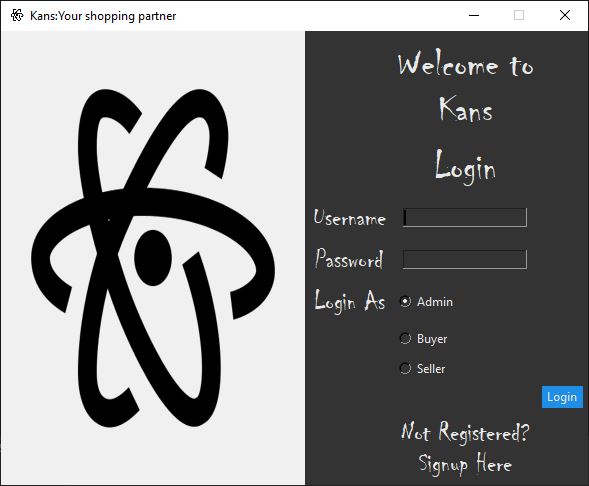 Kans:Your shopping partner
Welcome to
Kans
Login
Username
Password
Login As
Admin
Buyer
Seller
Login
Not Registered?
Signup Here